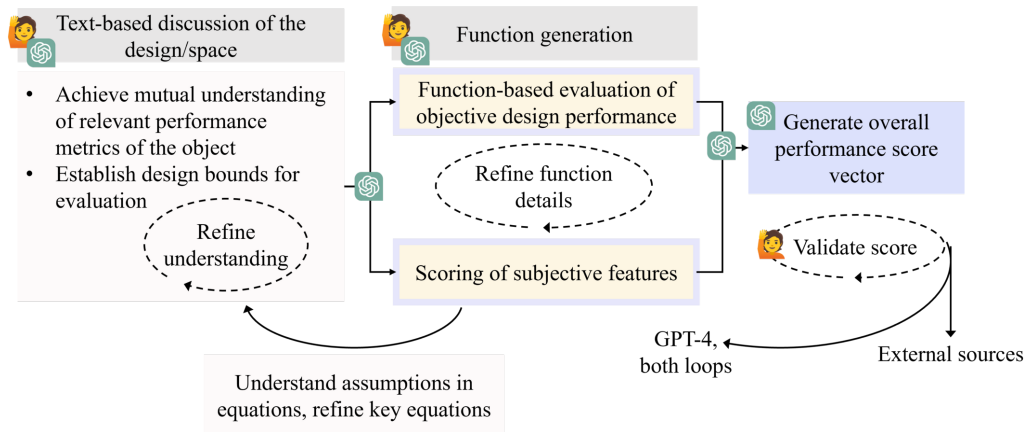 Text-based discussion of the
design/space
• Achieve mutual understanding
of relevant performance
metrics of the object
• Establish design bounds for
evaluation
Refine
understanding
Function generation
Function-based evaluation of
objective design performance
Refine function
details
Scoring of subjective features
Understand assumptions in
equations, refine key equations
Generate overall
performance score
vector
Validate score
GPT-4,
both loops
External sources